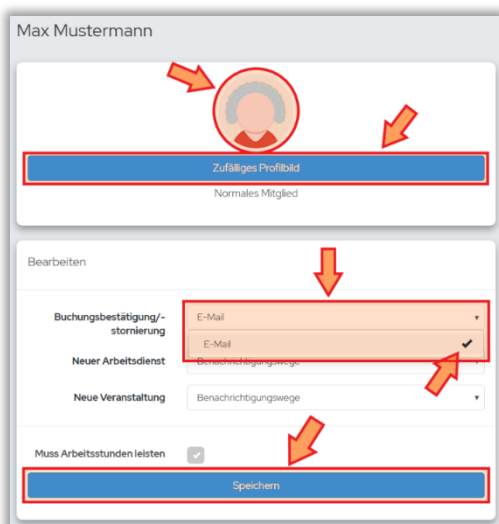 Max Mustermann
Zufälliges Profilbild
Normales Mitglied
Bearbeiten
Buchungsbestätigung/-
stornierung
E-Mail
E-Mail
Neuer Arbeitsdienst
Benachrichtigungswege
Neue Veranstaltung
Benachrichtigungswege
Muss Arbeitsstunden leisten
Speichern